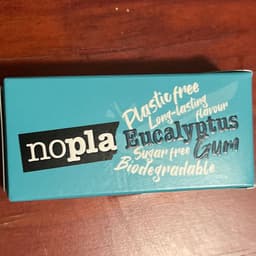 Plastic free
Long-lasting
flavour
nopla Eucalyptus
Sugar free Gum
Biodegradable